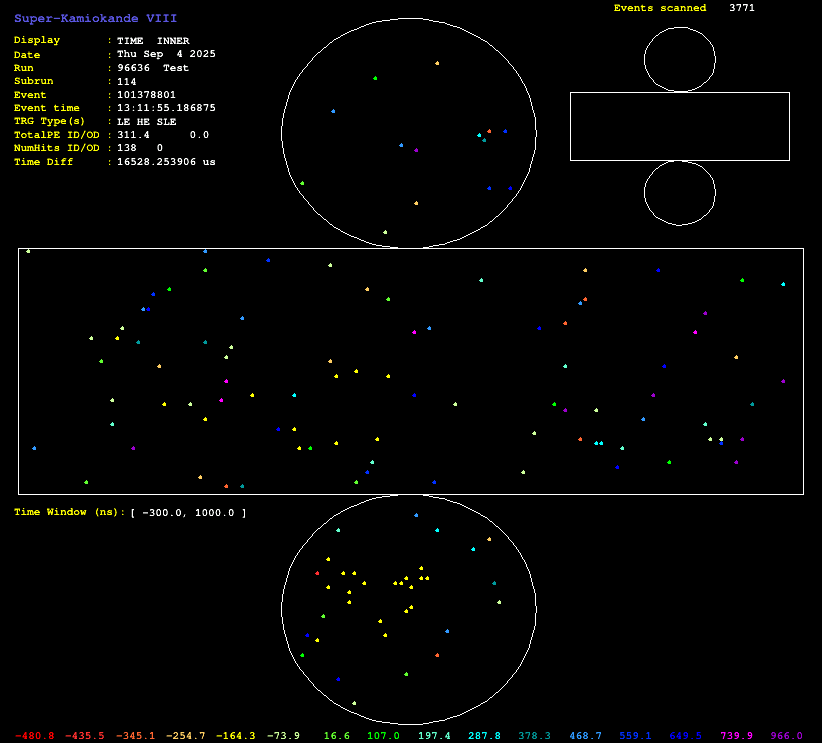 Super-Kamiokande VIII
Events scanned 3771
Display : TIME INNER
Date : Thu Sep 4 2025
Run : 96636 Test
Subrun : 114
Event : 101378801
Event time : 13:11:55.186875
TRG Type(s) : LE HE SLE
TotalPE ID/OD : 311.4 0.0
NumHits ID/OD : 138 0
Time Diff : 16528.253906 us
Time Window (ns): [ -300.0, 1000.0 ]
-480.8 -435.5 -345.1 -254.7 -164.3 -73.9 16.6 107.0 197.4 287.8 378.3 468.7 559.1 649.5 739.9 966.0